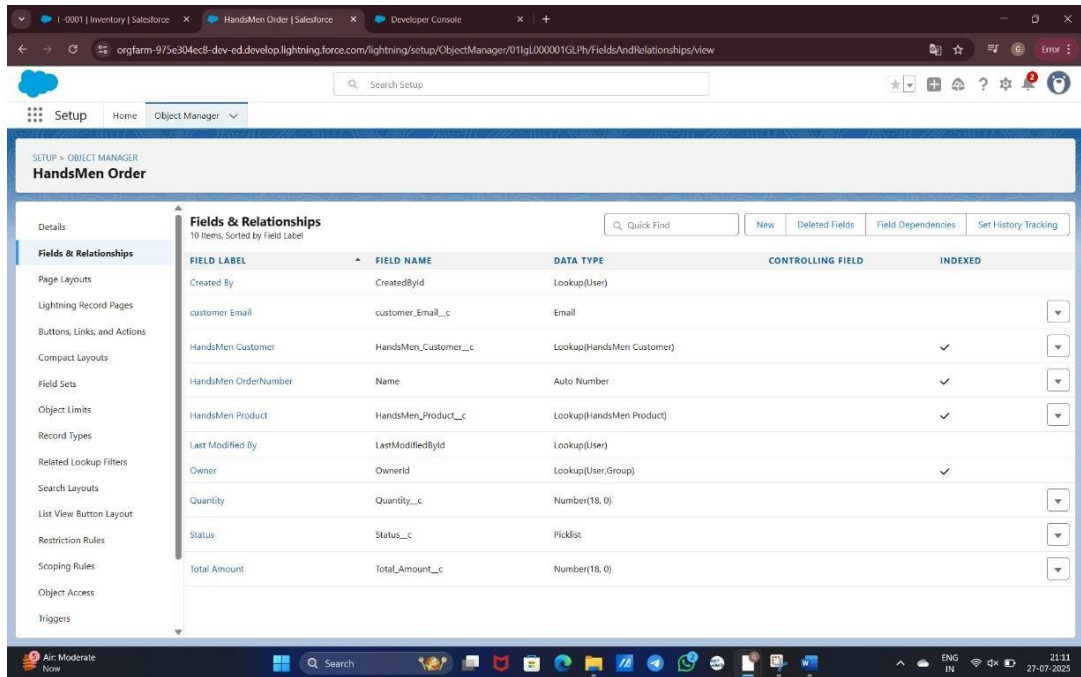 I -0001 | Inventory | Salesforce
HandsMen Order | Salesforce
Developer Console
orgfarm-975e304ec8-dev-ed.develop.lightning.force.com/lightning/setup/ObjectManager/01IgL000001GLPh/FieldsAndRelationships/view
G
Error
Search Setup
2
Setup
Home
Object Manager
SETUP > OBJECT MANAGER
HandsMen Order
Details
Fields & Relationships
Page Layouts
Lightning Record Pages
Buttons, Links, and Actions
Compact Layouts
Field Sets
Object Limits
Record Types
Related Lookup Filters
Search Layouts
List View Button Layout
Restriction Rules
Scoping Rules
Object Access
Triggers
Fields & Relationships
10 Items, Sorted by Field Label
Quick Find
New
Deleted Fields
Field Dependencies
Set History Tracking
FIELD LABEL FIELD NAME DATA TYPE CONTROLLING FIELD INDEXED
Created By CreatedById Lookup(User)
customer Email customer_Email__c Email
HandsMen Customer HandsMen_Customer__c Lookup(HandsMen Customer)
HandsMen OrderNumber Name Auto Number
HandsMen Product HandsMen_Product__c Lookup(HandsMen Product)
Last Modified By LastModifiedById Lookup(User)
Owner OwnerId Lookup(User,Group)
Quantity Quantity__c Number(18, 0)
Status Status__c Picklist
Total Amount Total_Amount__c Number(18, 0)
Air: Moderate
Now
Search
ENG
IN
21:11
27-07-2025